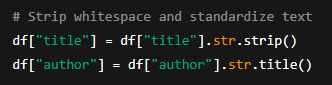 # Strip whitespace and standardize text
df["title"] = df["title"].str.strip()
df["author"] = df["author"].str.title()